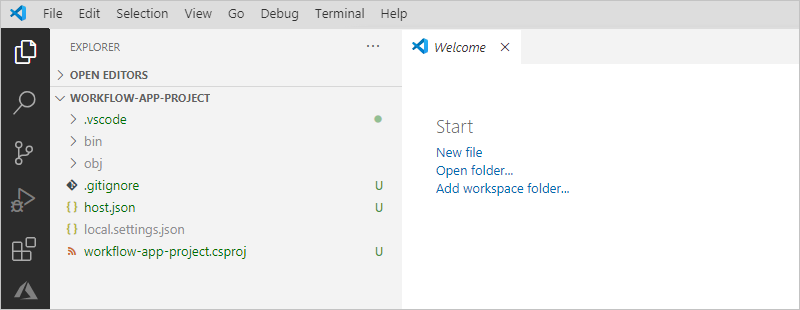 File Edit Selection View Go Debug Terminal Help
EXPLORER ...
OPEN EDITORS
WORKFLOW-APP-PROJECT
.vscode
bin
obj
.gitignore U
host.json U
local.settings.json
workflow-app-project.csproj U
Welcome
Start
New file
Open folder...
Add workspace folder...